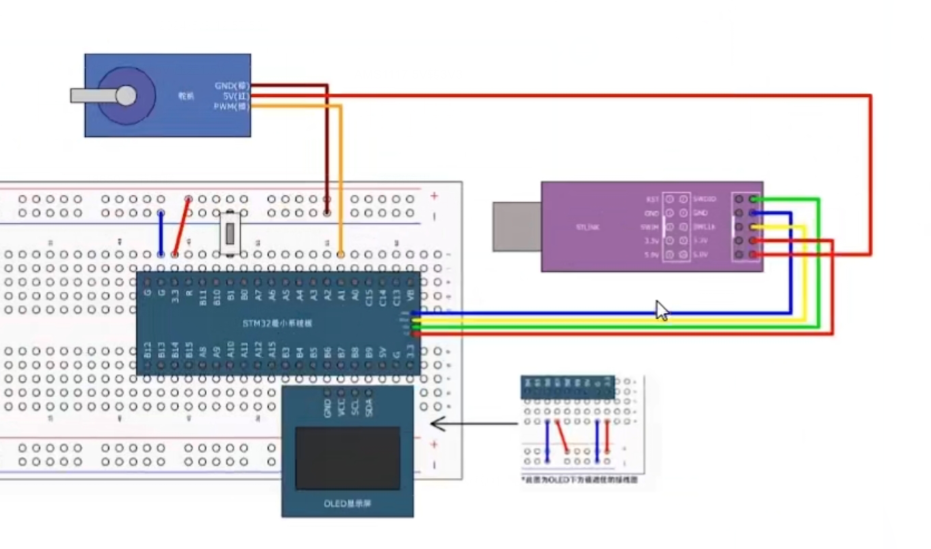 GND(棕)
舵机
5V(红)
PWM(橙)
+
-
RST
SWDIO
GND
GND
STLINK
SWIM
SWCLK
3.3V
3.3V
5.0V
5.0V
G G 3.3 R B11 B10 B1 B0 A7 A6 A5 A4 A3 A2 A1 A0 C15 C14 C13 VB
STM32最小系统板
B12 B13 B14 B15 A8 A9 A10 A11 A12 A15 B3 B4 B5 B6 B7 B8 B9 5V G 3.3
GND VCC SCL SDA
+
-
OLED显示屏
*此图为OLED下方被遮住的接线图